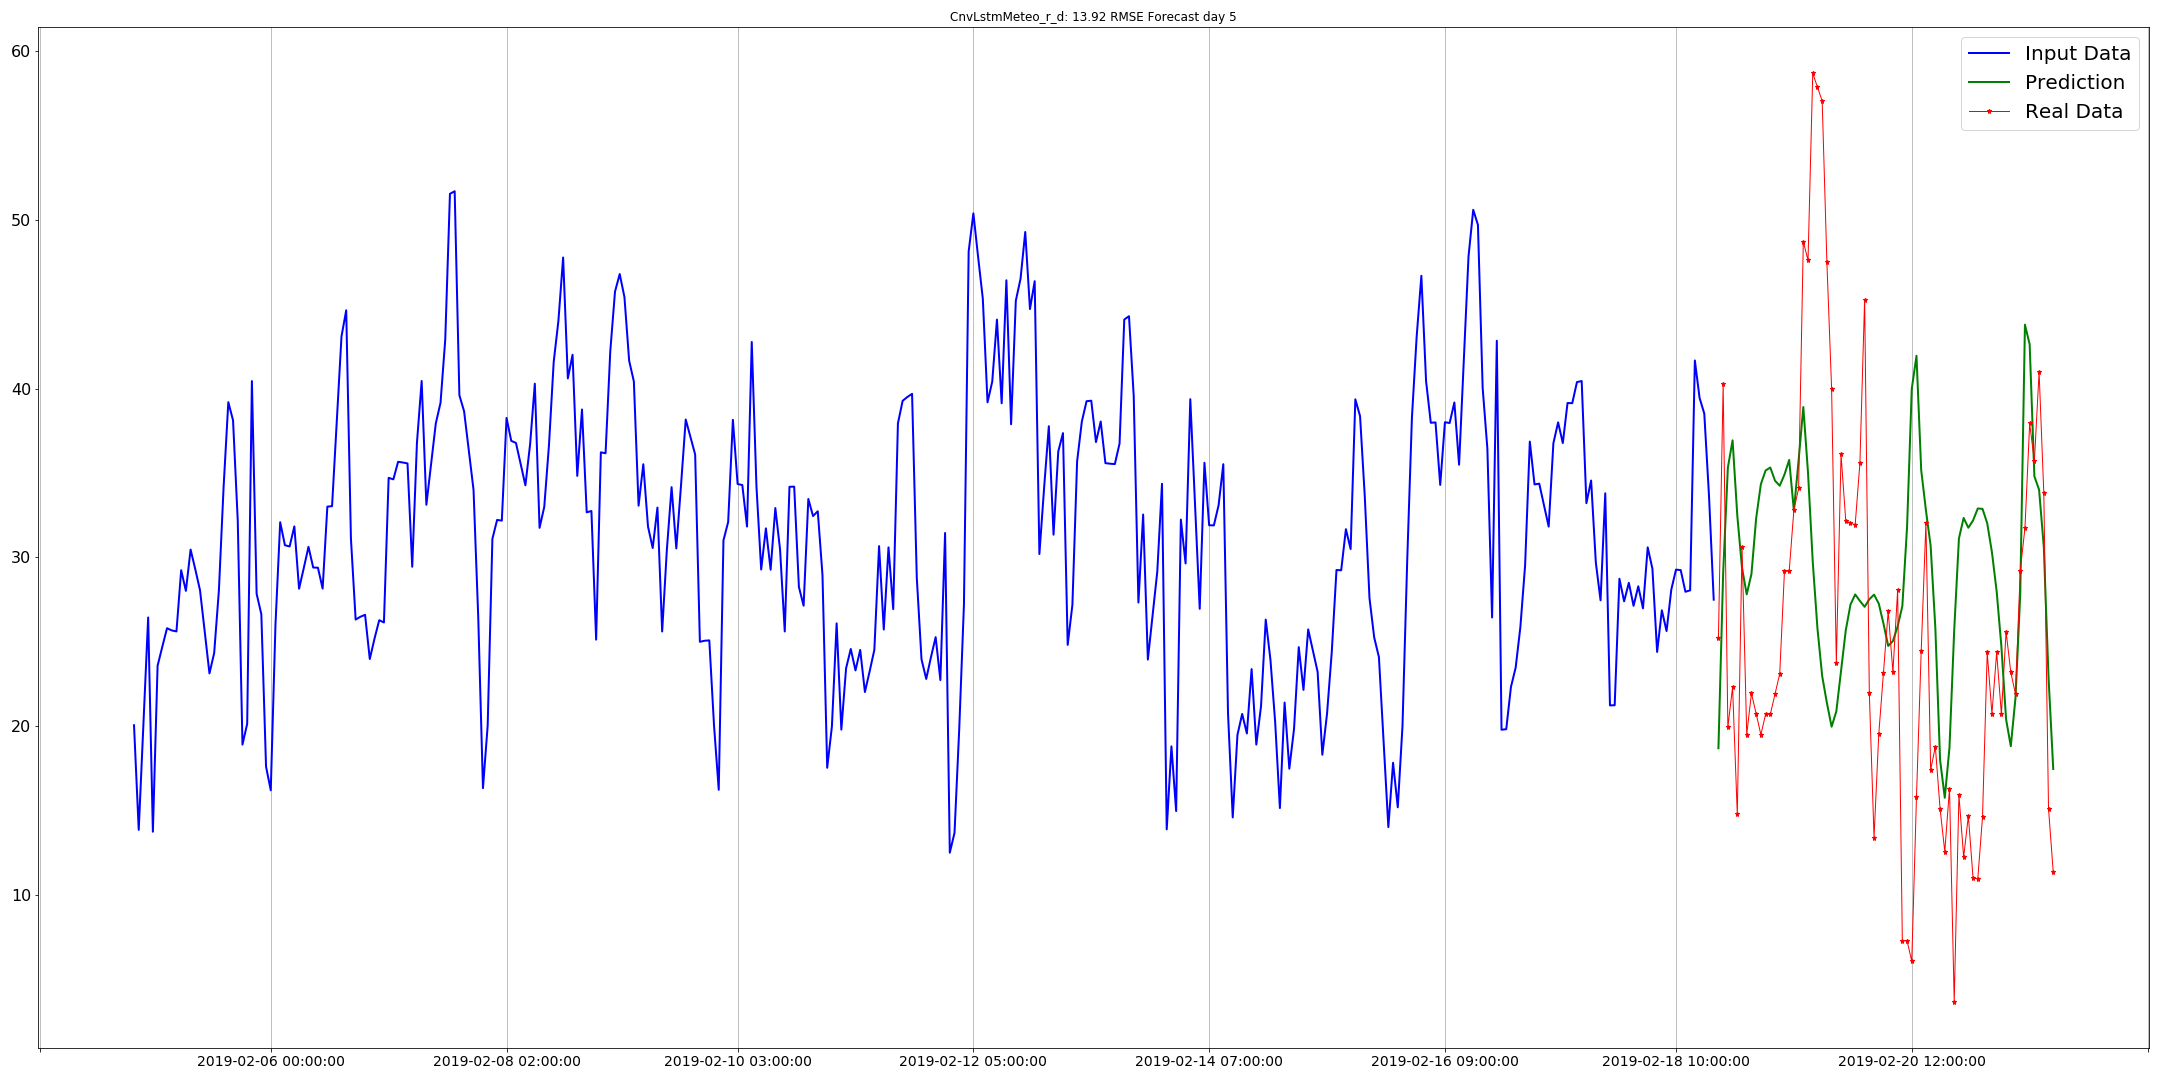 CnvLstmMeteo_r_d: 13.92 RMSE Forecast day 5
Input Data
Prediction
Real Data
60
50
40
30
20
10
2019-02-06 00:00:00 2019-02-08 02:00:00 2019-02-10 03:00:00 2019-02-12 05:00:00 2019-02-14 07:00:00 2019-02-16 09:00:00 2019-02-18 10:00:00 2019-02-20 12:00:00